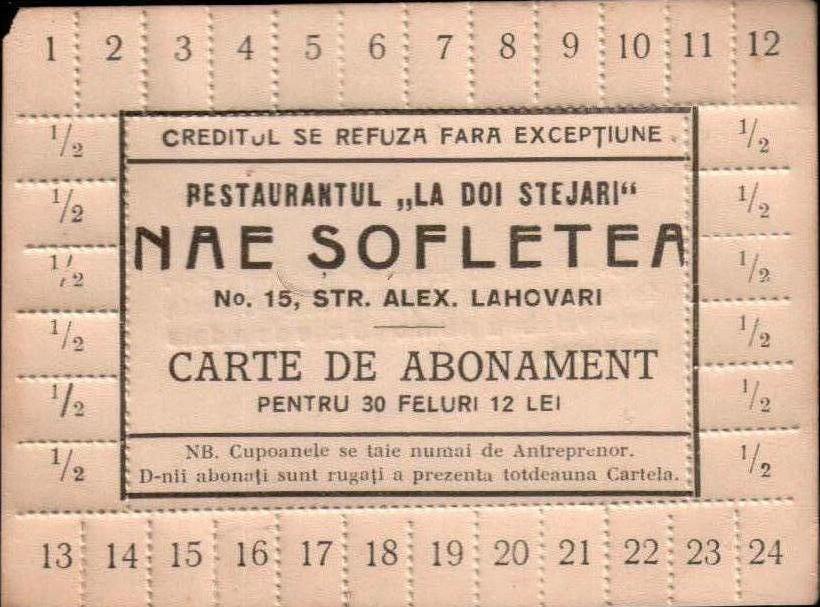 1 2 3 4 5 6 7 8 9 10 11 12
1/2 1/2
1/2 1/2
1/2 1/2
1/2 1/2
1/2 1/2
1/2 1/2
CREDITUL SE REFUZA FARA EXCEPȚIUNE.
RESTAURANTUL „LA DOI STEJARI“
NAE ȘOFLETEA
No. 15, STR. ALEX. LAHOVARI
CARTE DE ABONAMENT
PENTRU 30 FELURI 12 LEI
NB. Cupoanele se taie numai de Antreprenor.
D-nii abonați sunt rugați a prezenta totdeauna Cartela.
13 14 15 16 17 18 19 20 21 22 23 24